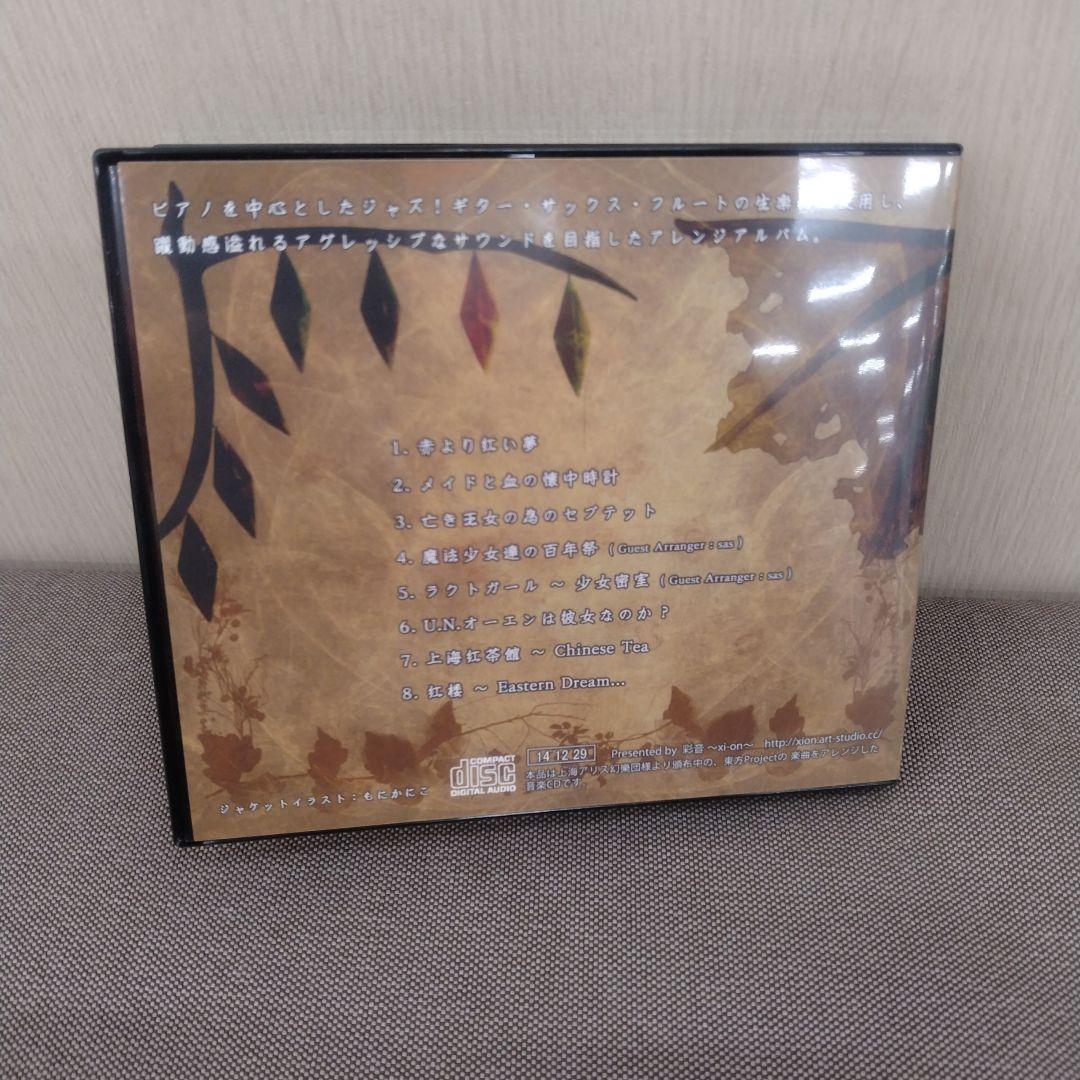 ピアノを中心としたジャズ！ギター・サックス・フルートの生楽 用し、
躍動感溢れるアグレッシブなサウンドを目指したアレンジアルバム。
1. 赤より紅い夢
2. メイドと血の懐中時計
3. 亡き王女の為のセプテット
4. 魔法少女達の百年祭 ( Guest Arranger : sas )
5. ラクトガール ～ 少女密室 ( Guest Arranger : sas )
6. U.N.オーエンは彼女なのか？
7. 上海红茶館 ～ Chinese Tea
8. 红楼 ～ Eastern Dream...
ジャケットイラスト：もにかにこ
COMPACT
disc
DIGITAL AUDIO
14 12 29 Presented by 彩音 ～xi-on～ http://xion.art-studio.cc/
本品は上海アリス幻樂団様より頒布中の、東方Projectの 楽曲をアレンジした
音楽CDです。